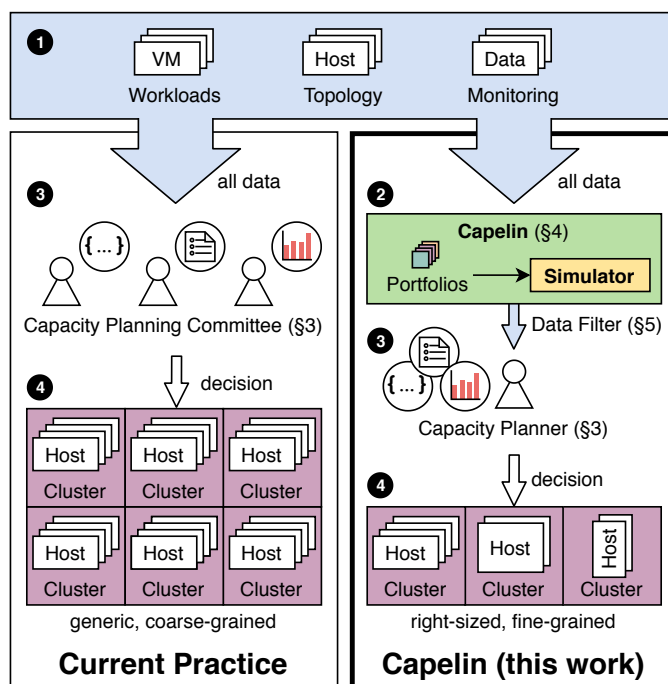 1
VM
Host
Data
Workloads
Topology
Monitoring
3
all data
{ ... }
Capacity Planning Committee (§3)
4
decision
Host
Host
Host
Cluster
Cluster
Cluster
Host
Host
Host
Cluster
Cluster
Cluster
generic, coarse-grained
Current Practice
2
all data
Capelin (§4)
Portfolios
Simulator
Data Filter (§5)
3
{ ... }
Capacity Planner (§3)
4
decision
Host
Host
Host
Cluster
Cluster
Cluster
right-sized, fine-grained
Capelin (this work)